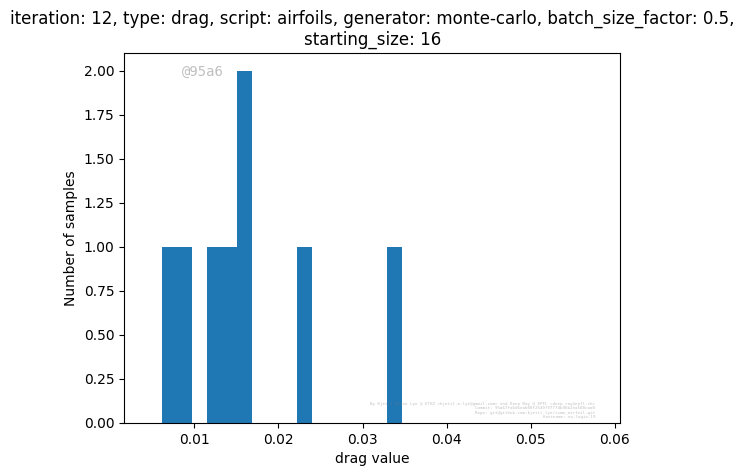 iteration: 12, type: drag, script: airfoils, generator: monte-carlo, batch_size_factor: 0.5,
starting_size: 16
@95a6
2.00
1.75
1.50
1.25
1.00
0.75
0.50
0.25
0.00
Number of samples
0.01 0.02 0.03 0.04 0.05 0.06
drag value